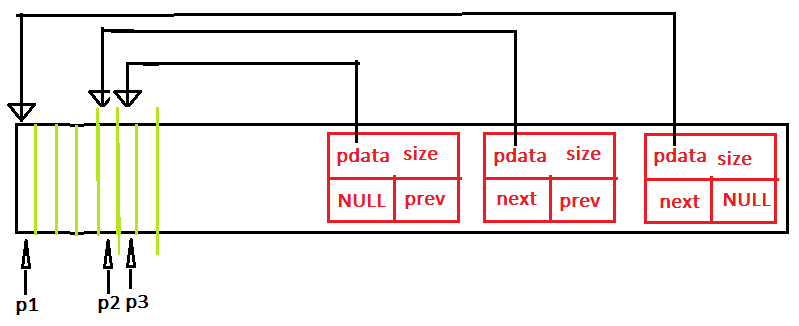 pdata size pdata size pdata size
NULL prev next prev next NULL
p1 p2 p3